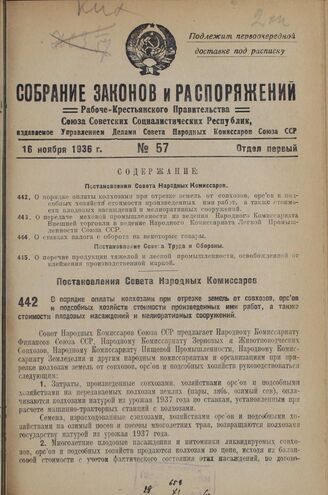 Подлежит первоочередной
доставке под расписку
СОБРАНИЕ ЗАКОНОВ И РАСПОРЯЖЕНИЙ
Рабоче-Крестьянского Правительства
Союза Советских Социалистических Республик,
издаваемое Управлением Делами Совета Народных Комиссаров Союза ССР
16 ноября 1936 г. № 57 Отдел первый
СОДЕРЖАНИЕ:
Постановления Совета Народных Комиссаров.
442. О порядке оплаты колхозами при отрезке земель от совхозов, орс'ов и под-
собных хозяйств стоимости произведенных ими работ, а также стоимо-
сти плодовых насаждений и мелиоративных сооружений.
443. О передаче меховой промышленности из ведения Народного Комиссариата
Внешней торговли в ведение Народного Комиссариата Легкой Промыш-
ленности Союза ССР.
444. О ставках налога с оборота на некоторые товары.
Постановление Совета Труда и Обороны.
445. О перечне продукции тяжелой и лесной промышленности, освобожденной от
клеймения производственной маркой.
Постановления Совета Народных Комиссаров
442 О порядке оплаты колхозами при отрезке земель от совхозов, орс'ов
и подсобных хозяйств стоимости произведенных ими работ, а также
стоимости плодовых насаждений и мелиоративных сооружений.
Совет Народных Комиссаров Союза ССР предлагает Народному Комиссариату
Финансов Союза ССР, Народному Комиссариату Зерновых и Животноводческих
Совхозов, Народному Комиссариату Пищевой Промышленности, Народному Комис-
сариату Земледелия и другим народным комиссариатам и организациям при при-
резке колхозам земель от совхозов, орс'ов и подсобных хозяйств руководствоваться
следующим:
1. Затраты, произведенные совхозами, хозяйствами орс'ов и подсобными
хозяйствами на передаваемых колхозам землях (пары, зябь, озимый сев), опла-
чиваются колхозами натурой из урожая 1937 года по ставкам, установленным при
расчете машинно-тракторных станций с колхозами.
Семена, израсходованные совхозами, хозяйствами орс'ов и подсобными хозяй-
ствами на озимый посев и посевы многолетних трав, возвращаются колхозами
государству натурой из урожая 1937 года.
2. Многолетние плодовые насаждения и питомники ликвидируемых совхозов,
орс'ов и подсобных хозяйств продаются колхозам по цене, исходя из балан-
совой стоимости с учетом фактического состояния этих насаждений, по догово-